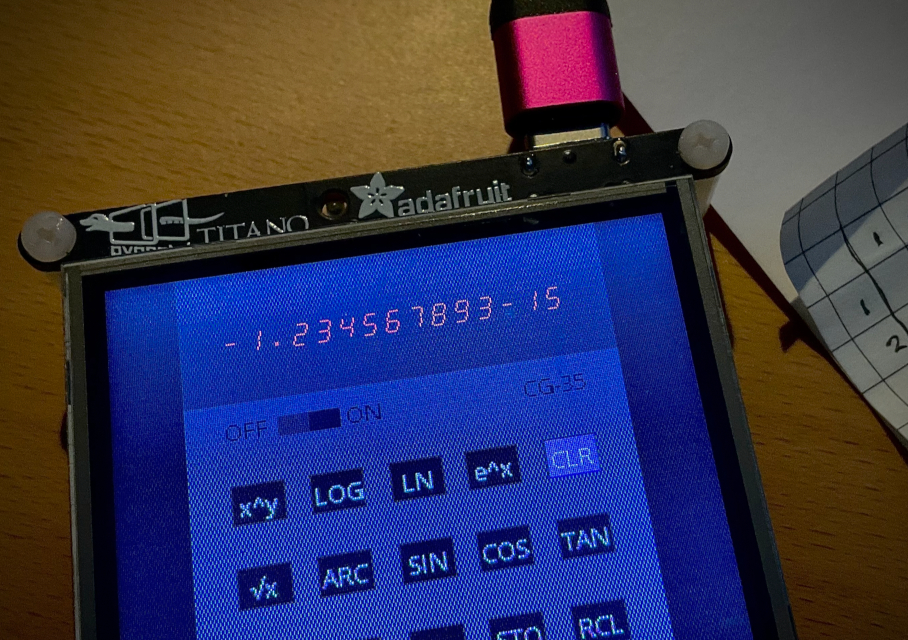 TITANO
adafruit
-1.234567893-15
CG-35
OFF ON
x^y LOG LN e^x CLR
√x ARC SIN COS TAN
STO RCL
1
1
2